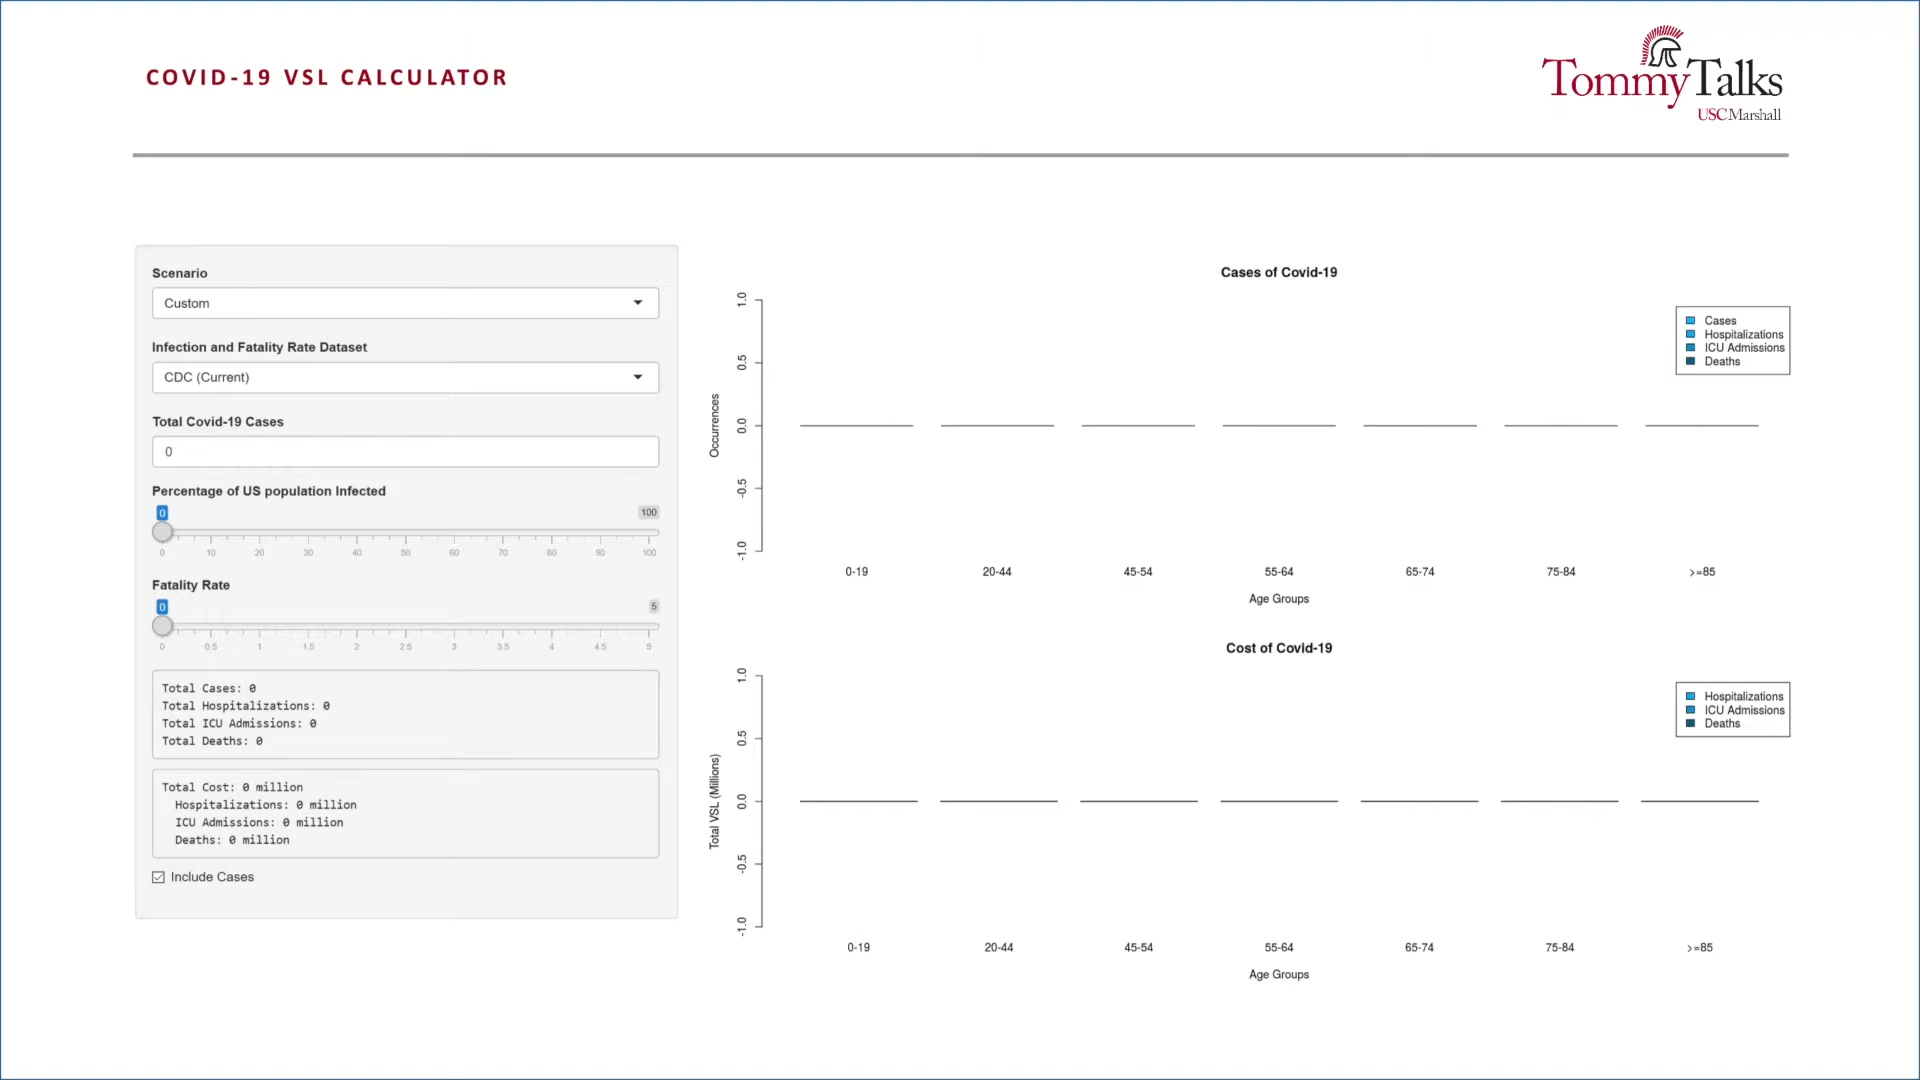 COVID-19 VSL CALCULATOR
TommyTalks
USC Marshall
Scenario
Custom
Infection and Fatality Rate Dataset
CDC (Current)
Total Covid-19 Cases
0
Percentage of US population Infected
0 100
0 10 20 30 40 50 60 70 80 90 100
Fatality Rate
0 5
0 0.5 1 1.5 2 2.5 3 3.5 4 4.5 5
Total Cases: 0
Total Hospitalizations: 0
Total ICU Admissions: 0
Total Deaths: 0
Total Cost: 0 million
Hospitalizations: 0 million
ICU Admissions: 0 million
Deaths: 0 million
Include Cases
Cases of Covid-19
Occurrences
1.0
0.5
0.0
-0.5
-1.0
Cases
Hospitalizations
ICU Admissions
Deaths
0-19 20-44 45-54 55-64 65-74 75-84 >=85
Age Groups
Cost of Covid-19
Total VSL (Millions)
1.0
0.5
0.0
-0.5
-1.0
Hospitalizations
ICU Admissions
Deaths
0-19 20-44 45-54 55-64 65-74 75-84 >=85
Age Groups